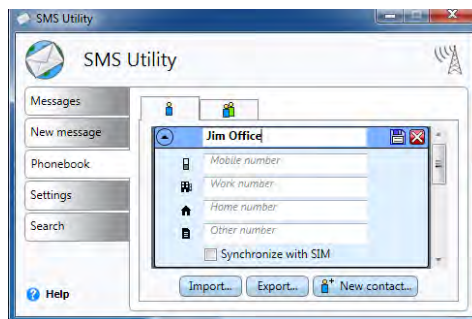 SMS Utility
SMS Utility
Messages
New message
Phonebook
Settings
Search
Help
Jim Office
Mobile number
Work number
Home number
Other number
Synchronize with SIM
Import... Export... New contact...